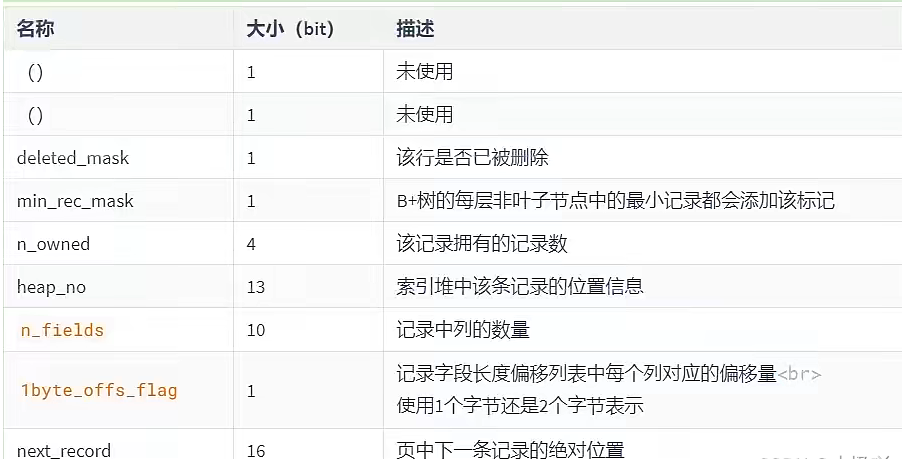 名称 大小（bit） 描述
（） 1 未使用
（） 1 未使用
deleted_mask 1 该行是否已被删除
min_rec_mask 1 B+树的每层非叶子节点中的最小记录都会添加该标记
n_owned 4 该记录拥有的记录数
heap_no 13 索引堆中该条记录的位置信息
n_fields 10 记录中列的数量
1byte_offs_flag 1 记录字段长度偏移列表中每个列对应的偏移量<br>
使用1个字节还是2个字节表示
next_record 16 页中下一条记录的绝对位置